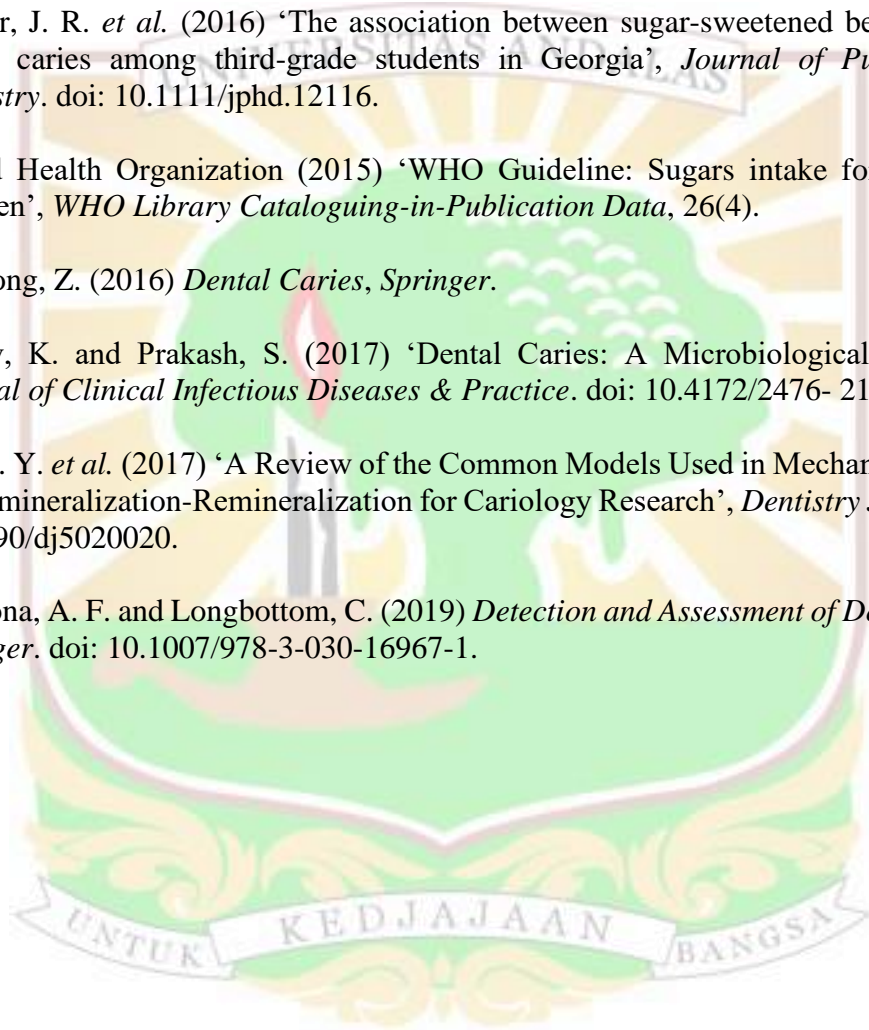 r, J. R. et al. (2016) ‘The association between sugar-sweetened be
caries among third-grade students in Georgia’, Journal of Pu
stry. doi: 10.1111/jphd.12116.
l Health Organization (2015) ‘WHO Guideline: Sugars intake for
en’, WHO Library Cataloguing-in-Publication Data, 26(4).
ong, Z. (2016) Dental Caries, Springer.
, K. and Prakash, S. (2017) ‘Dental Caries: A Microbiological
al of Clinical Infectious Diseases & Practice. doi: 10.4172/2476- 21
. Y. et al. (2017) ‘A Review of the Common Models Used in Mechan
mineralization-Remineralization for Cariology Research’, Dentistry
90/dj5020020.
ona, A. F. and Longbottom, C. (2019) Detection and Assessment of De
ger. doi: 10.1007/978-3-030-16967-1.
UNIVERSITAS ANDALAS
UNTUK KEDJAJAAN BANGSA